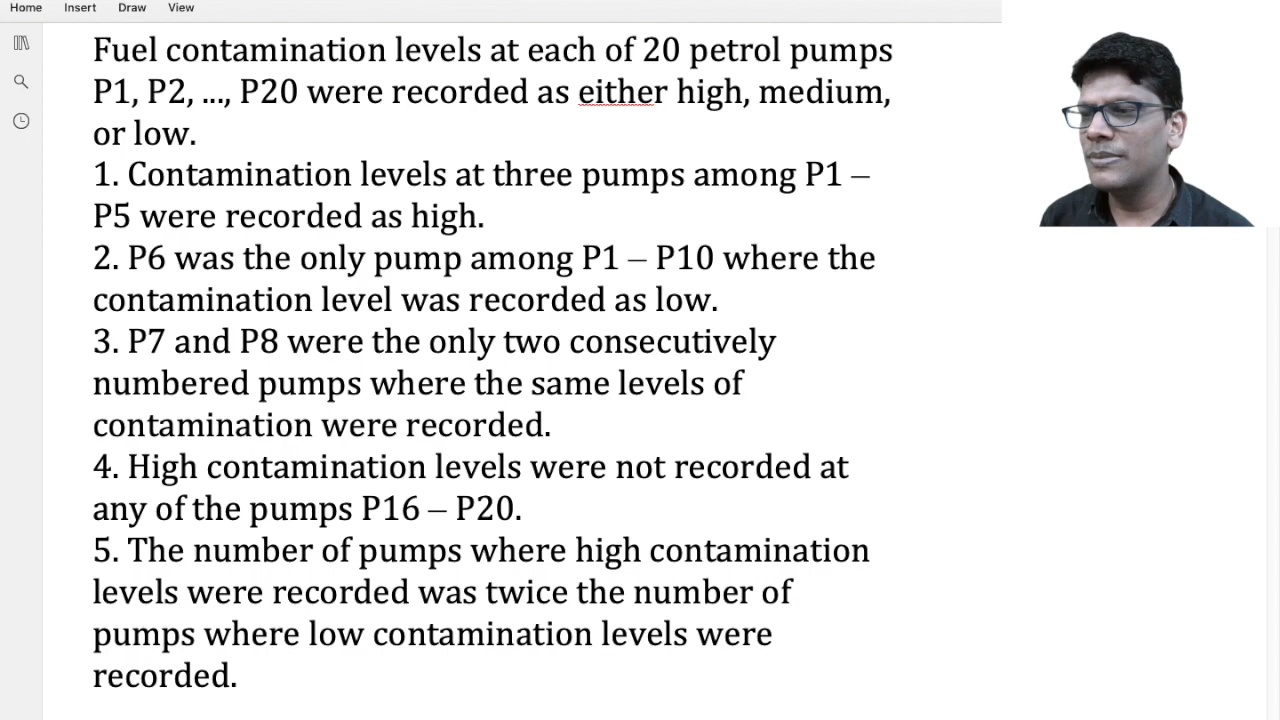 Home Insert Draw View
Fuel contamination levels at each of 20 petrol pumps
P1, P2, ..., P20 were recorded as either high, medium,
or low.
1. Contamination levels at three pumps among P1 –
P5 were recorded as high.
2. P6 was the only pump among P1 – P10 where the
contamination level was recorded as low.
3. P7 and P8 were the only two consecutively
numbered pumps where the same levels of
contamination were recorded.
4. High contamination levels were not recorded at
any of the pumps P16 – P20.
5. The number of pumps where high contamination
levels were recorded was twice the number of
pumps where low contamination levels were
recorded.